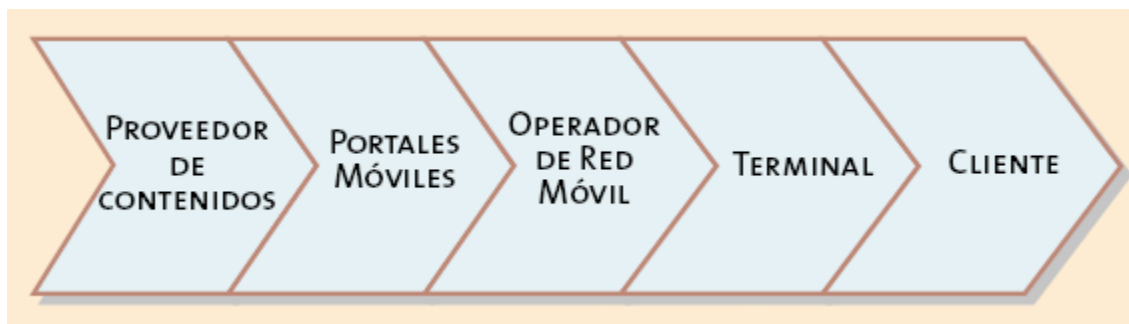 PROVEEDOR
DE
CONTENIDOS
PORTALES
MÓVILES
OPERADOR
DE RED
MÓVIL
TERMINAL
CLIENTE